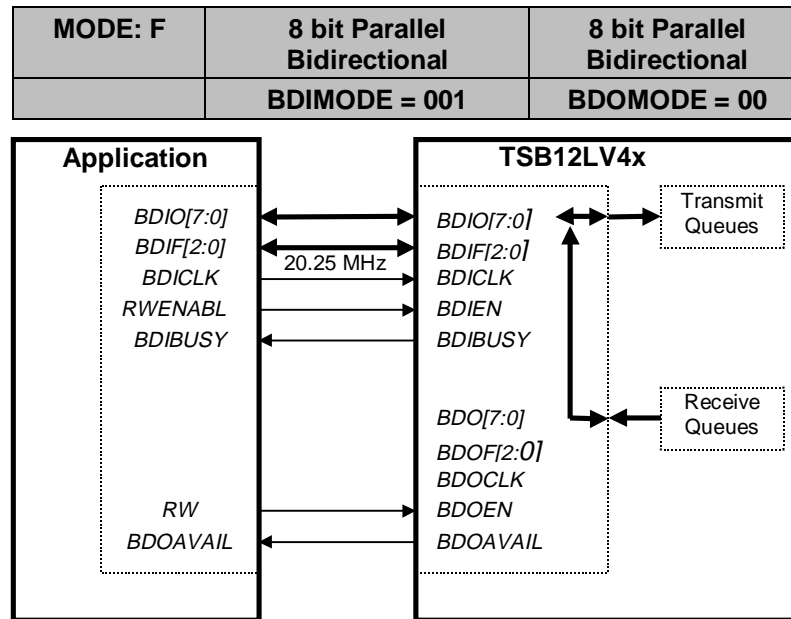 MODE: F
8 bit Parallel
Bidirectional
8 bit Parallel
Bidirectional
BDIMODE = 001
BDOMODE = 00
Application
TSB12LV4x
BDIO[7:0]
BDIF[2:0]
BDICLK
RWENABL
BDIBUSY
RW
BDOAVAIL
20.25 MHz
BDIO[7:0]
BDIF[2:0]
BDICLK
BDIEN
BDIBUSY
BDO[7:0]
BDOF[2:0]
BDOCLK
BDOEN
BDOAVAIL
Transmit
Queues
Receive
Queues